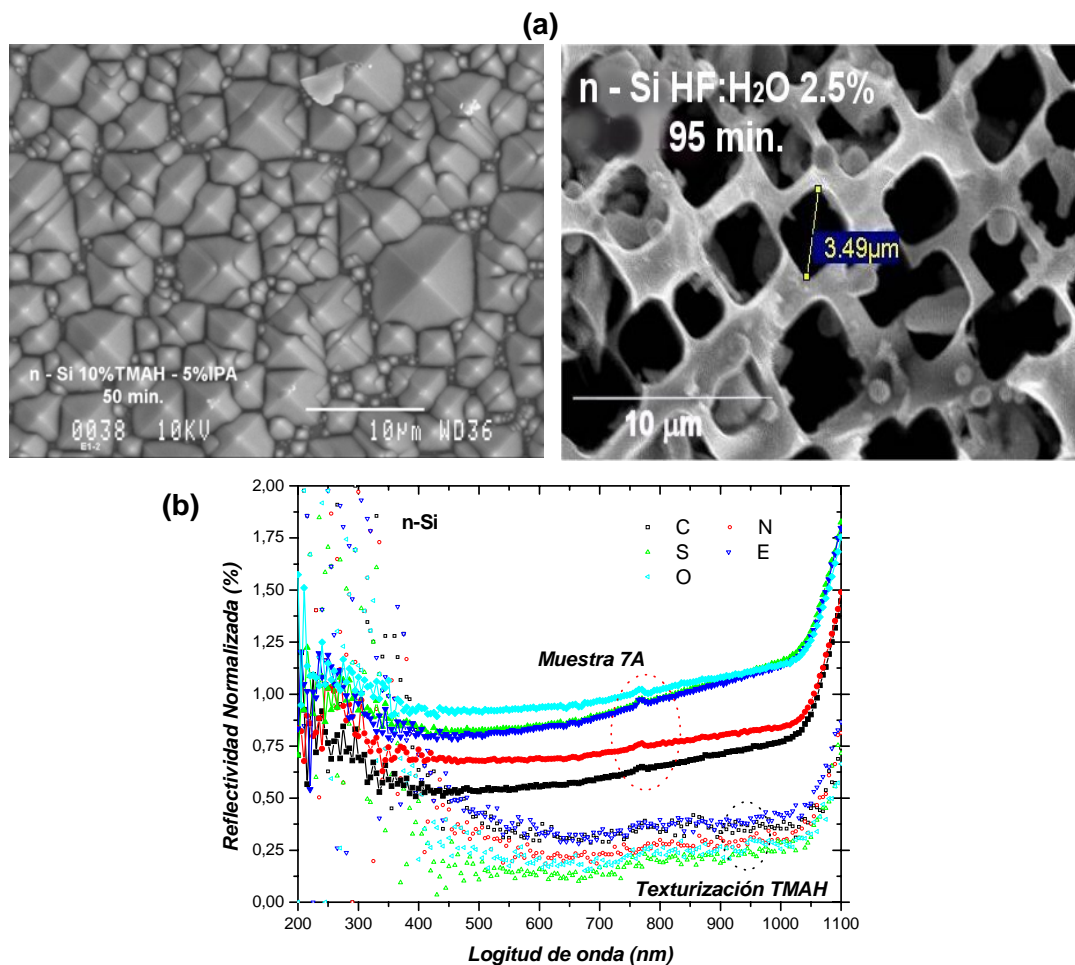 (a)
n - Si 10%TMAH - 5%IPA
50 min.
0038 10KV 10µm WD36
E1-2
n - Si HF:H2O 2.5%
95 min.
3.49µm
10 µm
(b)
n-Si
C N
S E
O
Muestra 7A
Texturización TMAH
Reflectividad Normalizada (%)
2,00
1,75
1,50
1,25
1,00
0,75
0,50
0,25
0,00
200 300 400 500 600 700 800 900 1000 1100
Logitud de onda (nm)